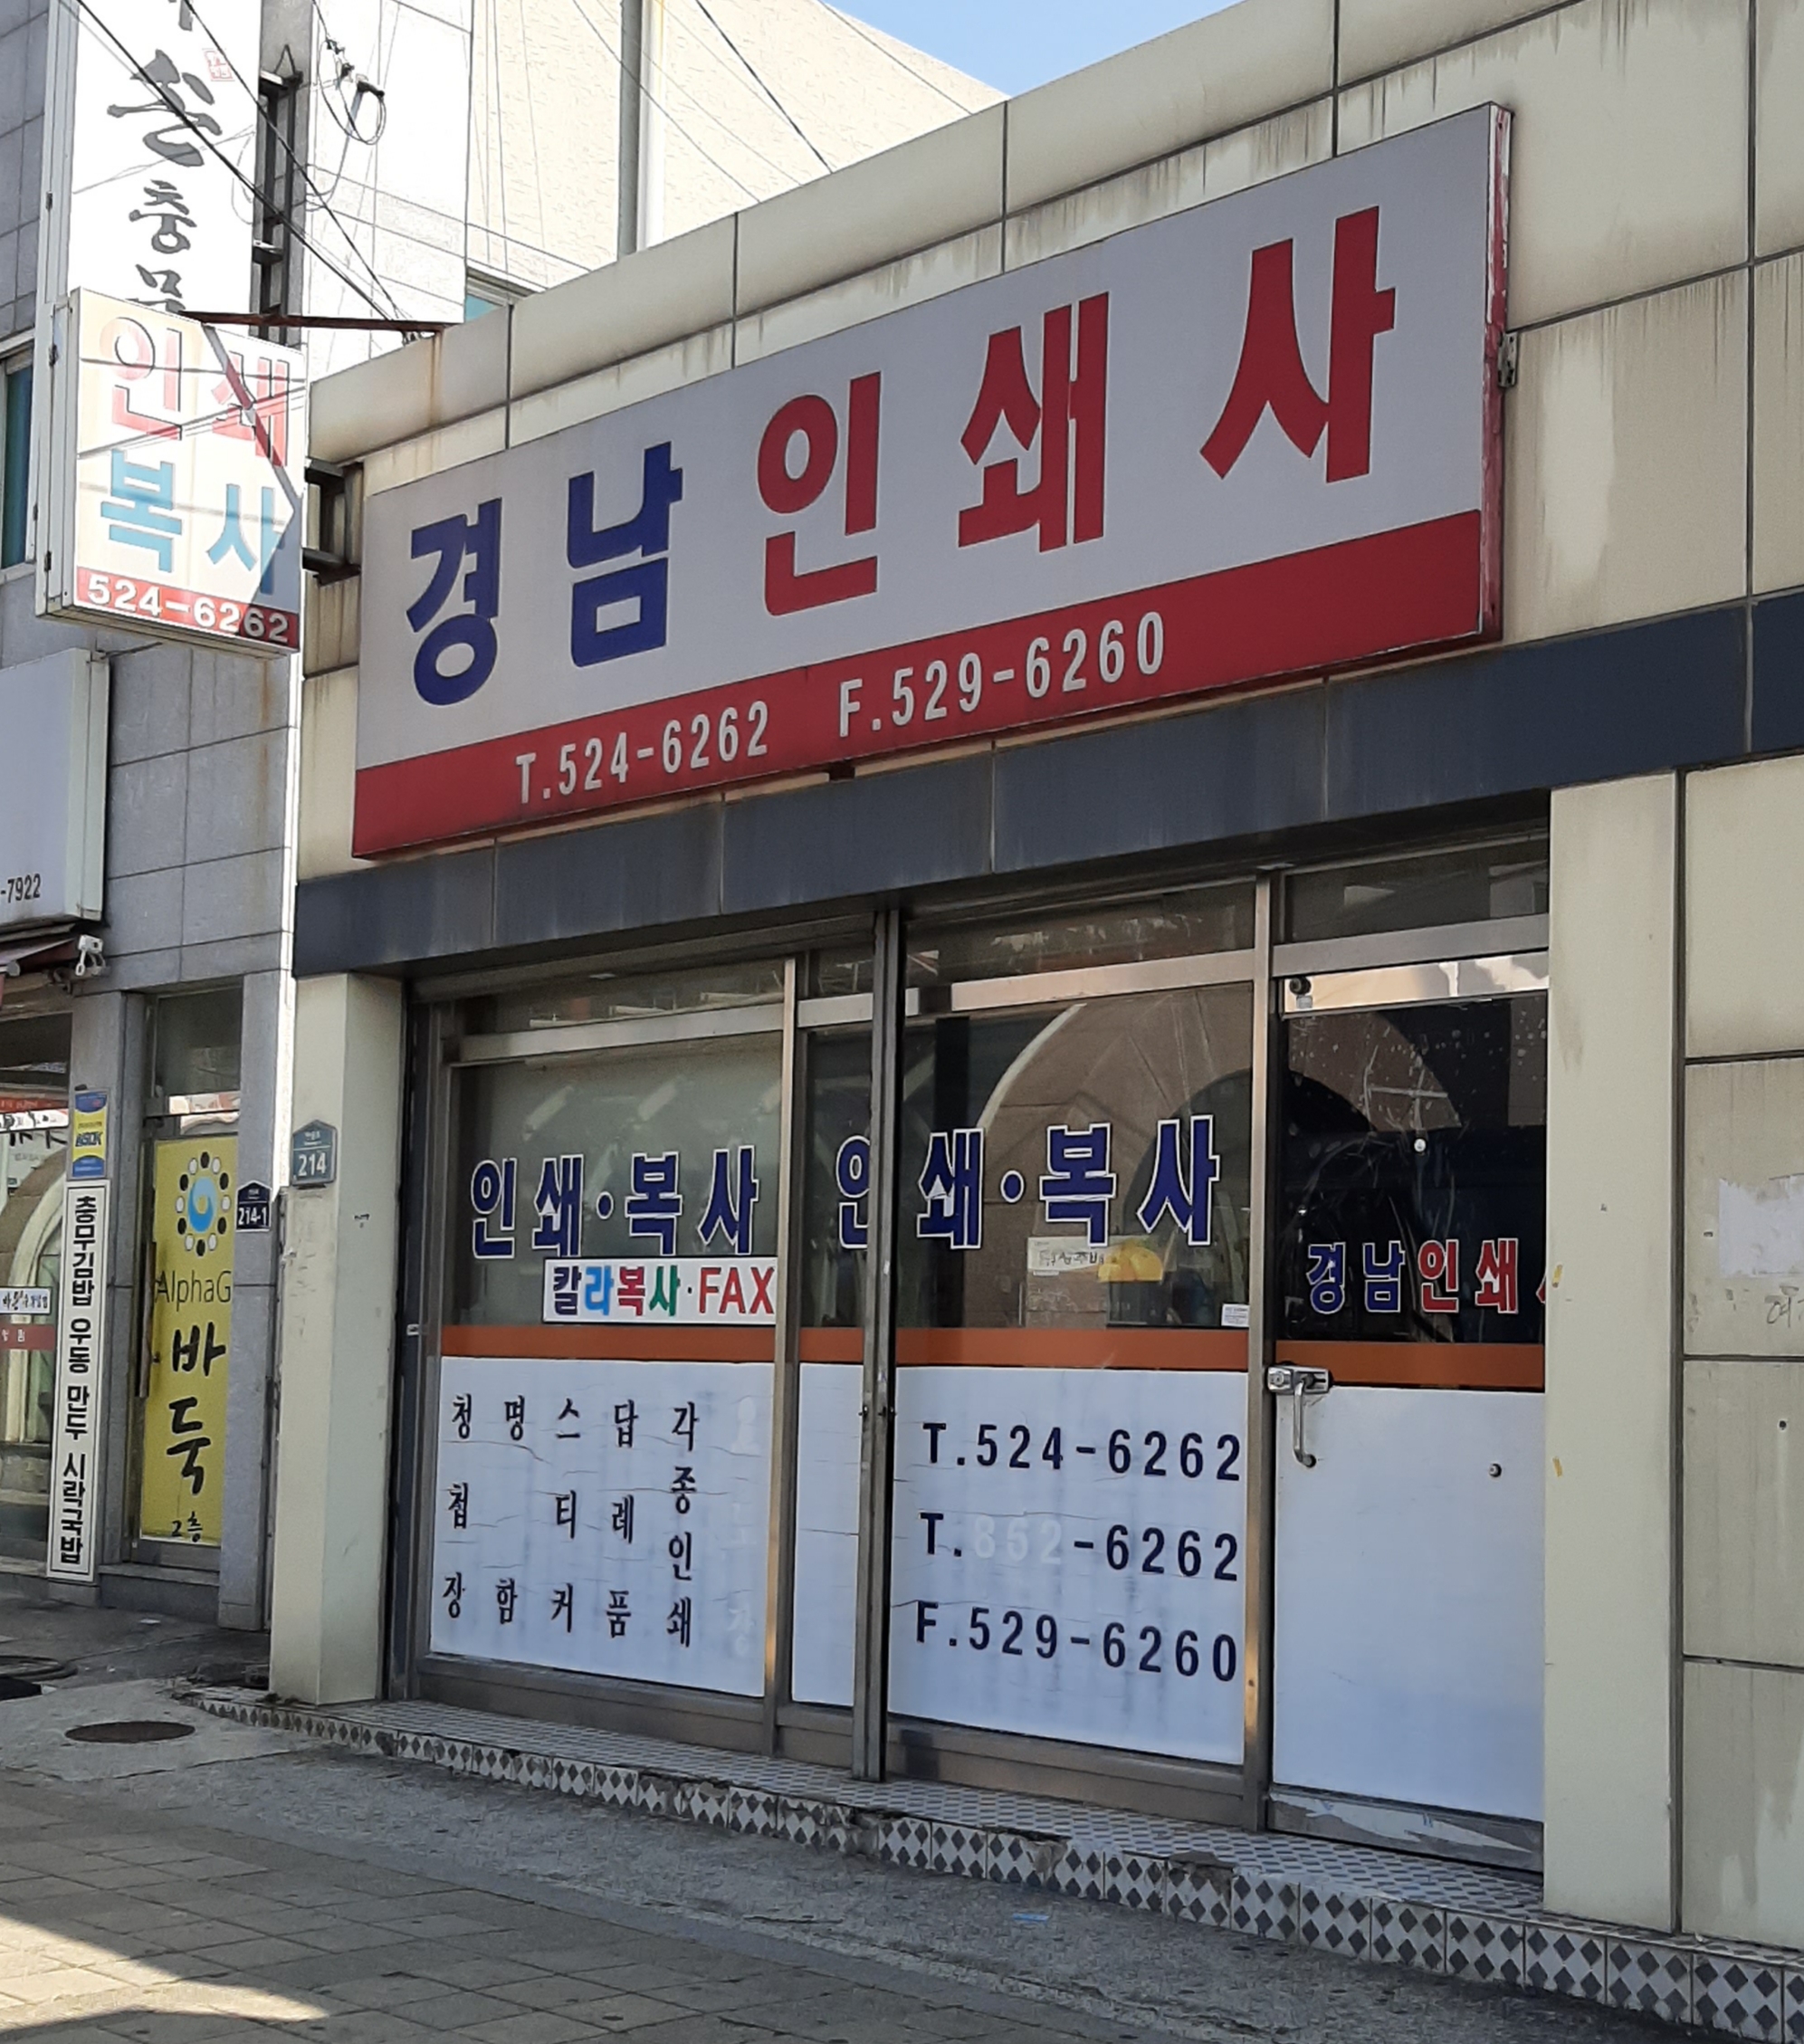 손충무
인쇄
복사
524-6262
경남인쇄사
T.524-6262 F.529-6260
-7922
인쇄·복사
인쇄·복사
칼라복사·FAX
경남인쇄
청첩장
명함
스티커
답례품
각종인쇄
T.524-6262
T.852-6262
F.529-6260
214
214-1
충무김밥 우동 만두 시락국밥
AlphaG
바둑
2층